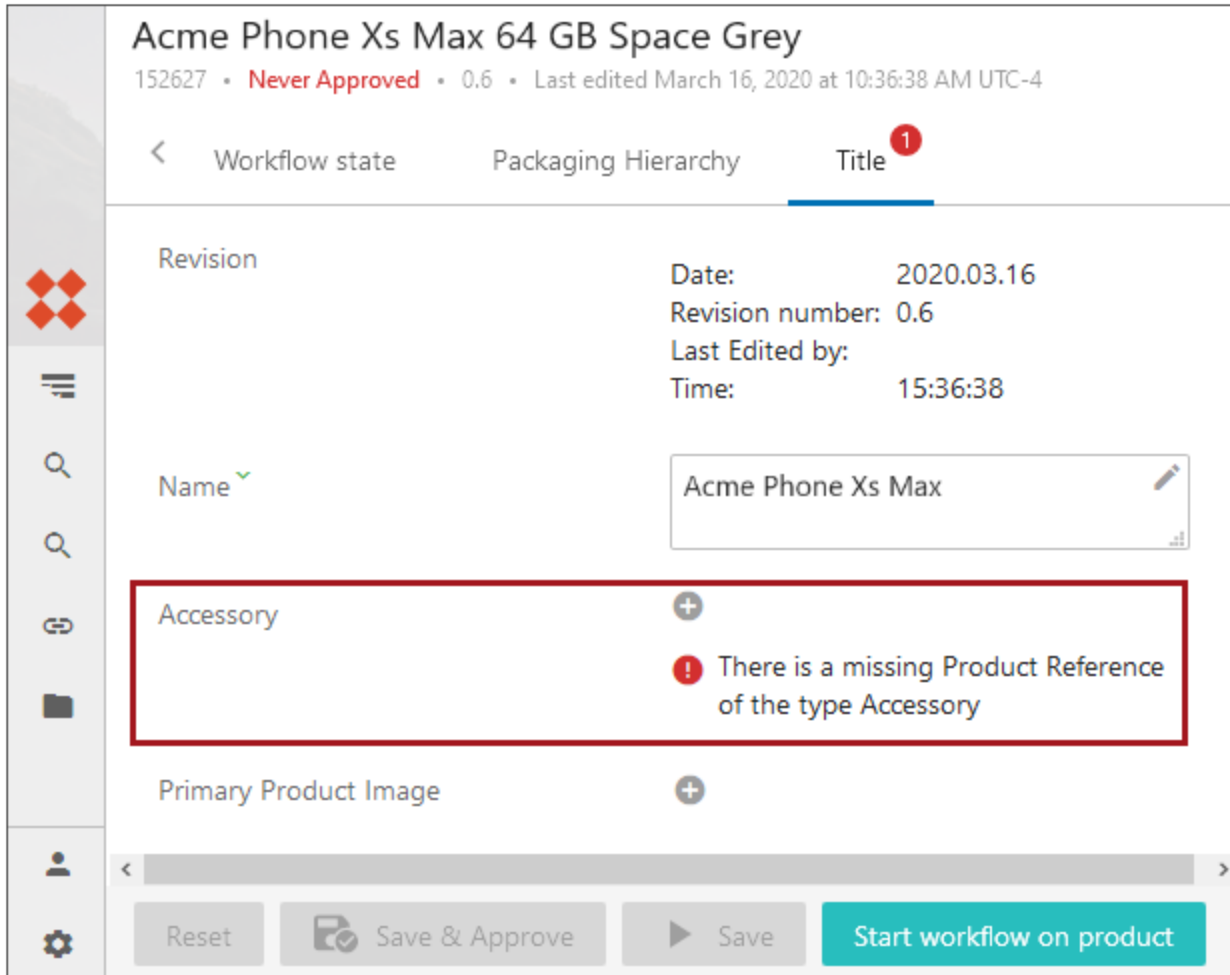 Acme Phone Xs Max 64 GB Space Grey
152627 • Never Approved • 0.6 • Last edited March 16, 2020 at 10:36:38 AM UTC-4
Workflow state Packaging Hierarchy Title 1
Revision
Date: 2020.03.16
Revision number: 0.6
Last Edited by:
Time: 15:36:38
Name Acme Phone Xs Max
Accessory
There is a missing Product Reference
of the type Accessory
Primary Product Image
Reset Save & Approve Save Start workflow on product